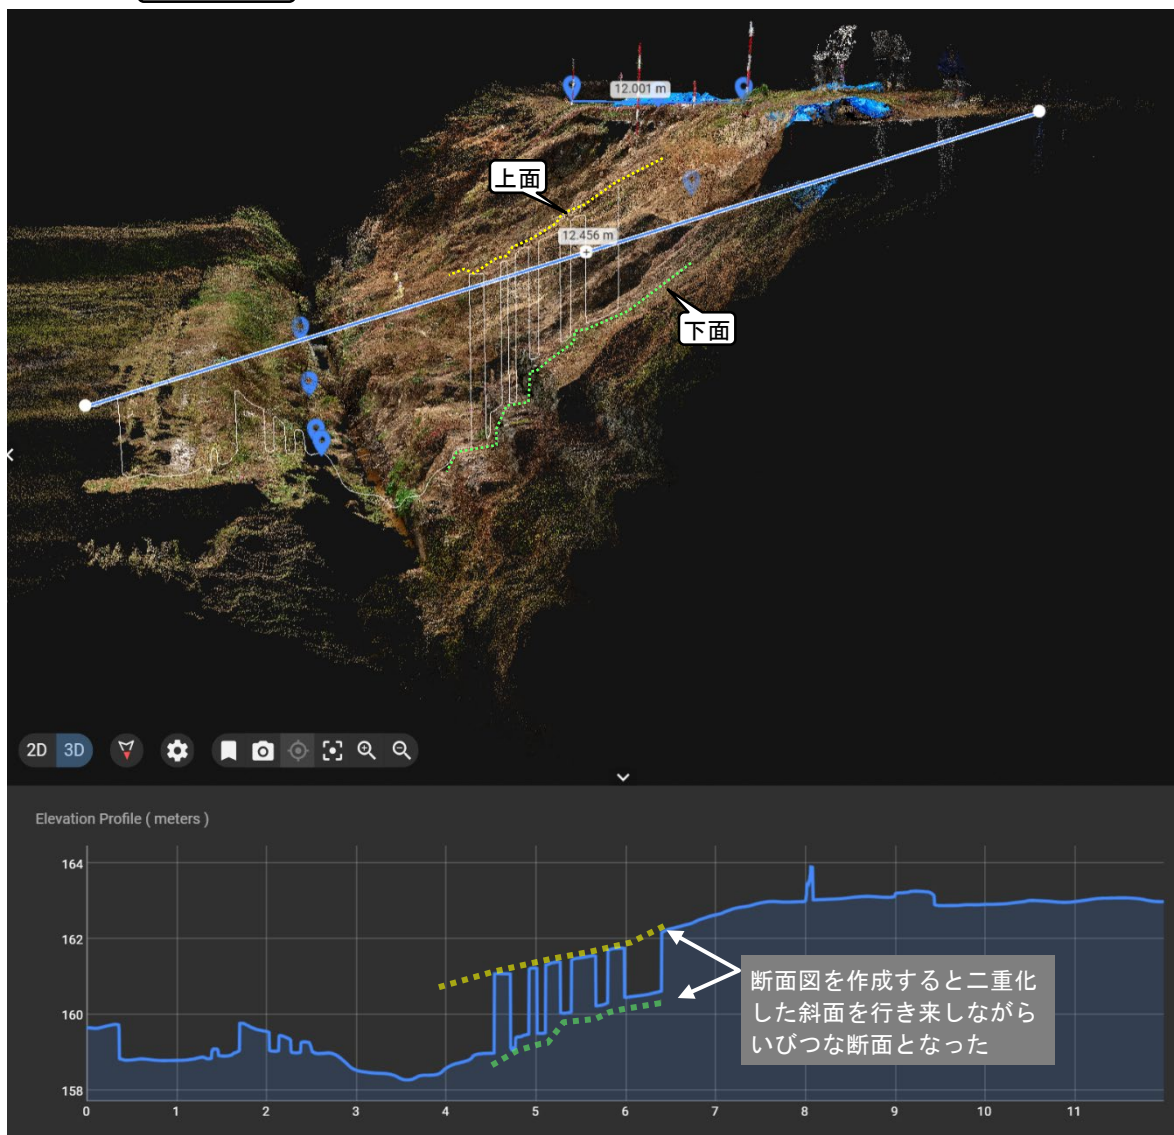 12.001 m
上面
12.456 m
下面
2D 3D
Elevation Profile ( meters )
164
162
160
158
0 1 2 3 4 5 6 7 8 9 10 11
断面図を作成すると二重化
した斜面を行き来しながら
いびつな断面となった